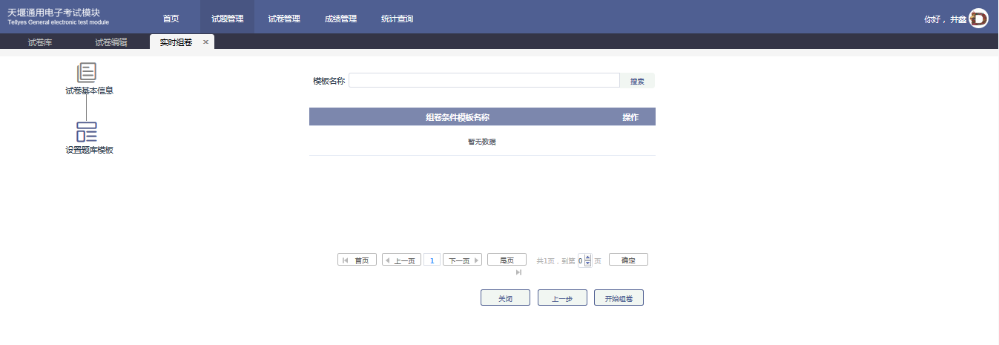 天堰通用电子考试模块
Tellyes General electronic test module
首页 试题管理 试卷管理 成绩管理 统计查询
你好， 井鑫
试卷库 试卷编辑 实时组卷 ×
试卷基本信息
设置题库模板
模板名称 搜索
组卷条件模板名称 操作
暂无数据
首页 上一页 1 下一页 尾页 共1页，到第 0 页 确定
关闭 上一步 开始组卷